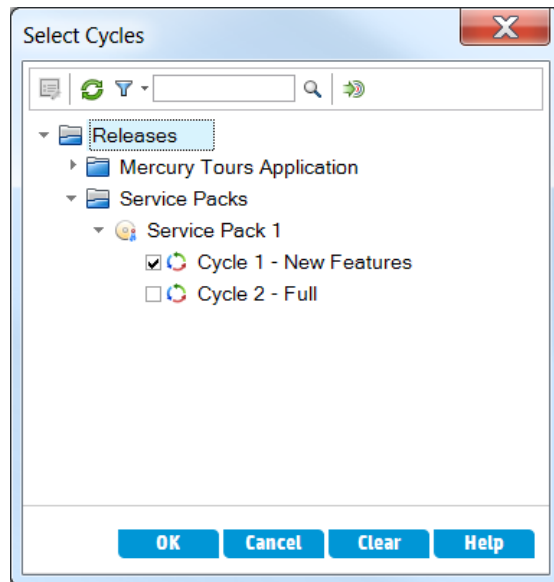 Select Cycles
Releases
Mercury Tours Application
Service Packs
Service Pack 1
Cycle 1 - New Features
Cycle 2 - Full
OK Cancel Clear Help